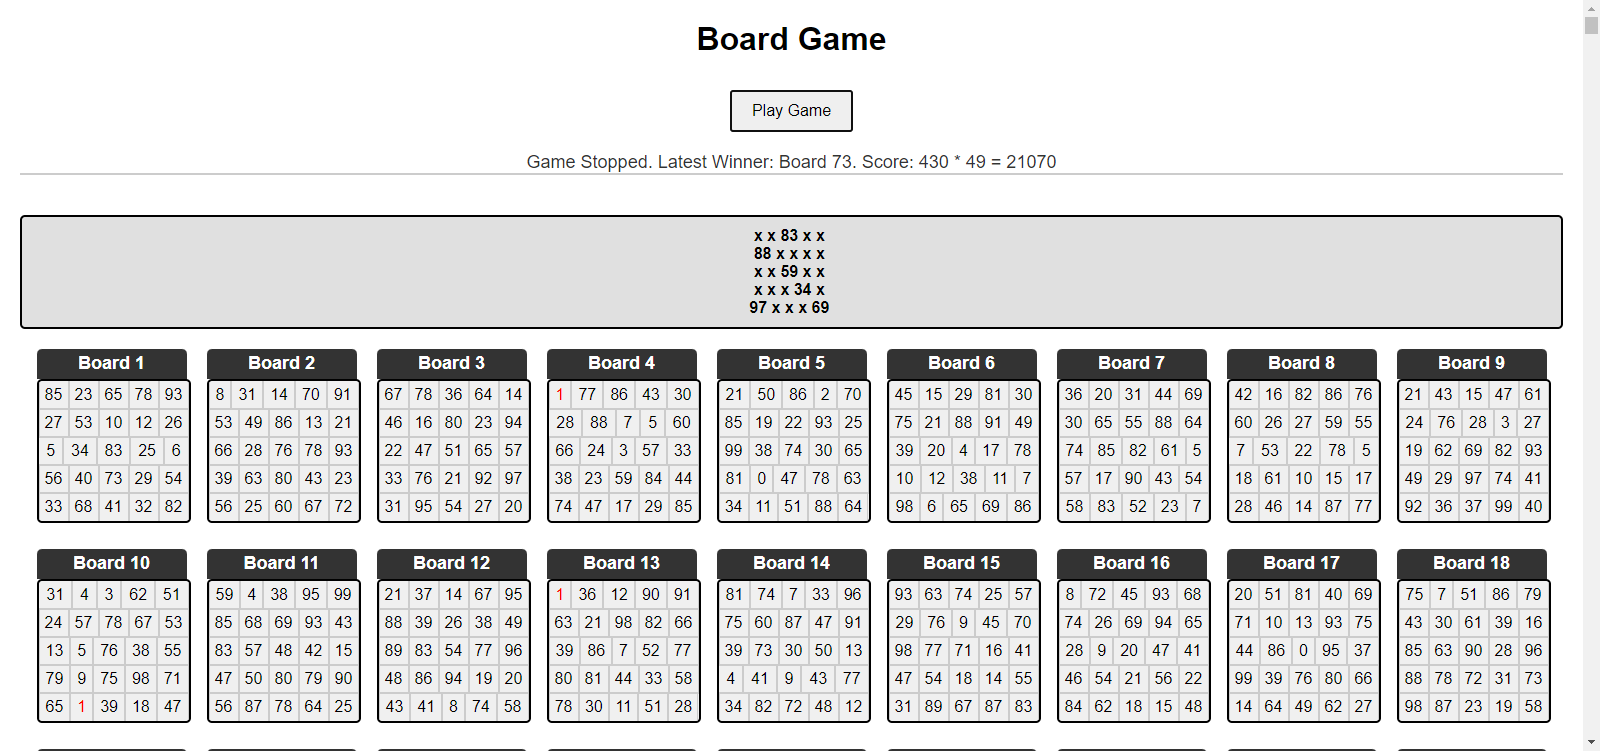 Board Game
Play Game
Game Stopped. Latest Winner: Board 73. Score: 430 * 49 = 21070
x x 83 x x
88 x x x x
x x 59 x x
x x x 34 x
97 x x x 69
Board 1
85 23 65 78 93
27 53 10 12 26
5 34 83 25 6
56 40 73 29 54
33 68 41 32 82
Board 2
8 31 14 70 91
53 49 86 13 21
66 28 76 78 93
39 63 80 43 23
56 25 60 67 72
Board 3
67 78 36 64 14
46 16 80 23 94
22 47 51 65 57
33 76 21 92 97
31 95 54 27 20
Board 4
1 77 86 43 30
28 88 7 5 60
66 24 3 57 33
38 23 59 84 44
74 47 17 29 85
Board 5
21 50 86 2 70
85 19 22 93 25
99 38 74 30 65
81 0 47 78 63
34 11 51 88 64
Board 6
45 15 29 81 30
75 21 88 91 49
39 20 4 17 78
10 12 38 11 7
98 6 65 69 86
Board 7
36 20 31 44 69
30 65 55 88 64
74 85 82 61 5
57 17 90 43 54
58 83 52 23 7
Board 8
42 16 82 86 76
60 26 27 59 55
7 53 22 78 5
18 61 10 15 17
28 46 14 87 77
Board 9
21 43 15 47 61
24 76 28 3 27
19 62 69 82 93
49 29 97 74 41
92 36 37 99 40
Board 10
31 4 3 62 51
24 57 78 67 53
13 5 76 38 55
79 9 75 98 71
65 1 39 18 47
Board 11
59 4 38 95 99
85 68 69 93 43
83 57 48 42 15
47 50 80 79 90
56 87 78 64 25
Board 12
21 37 14 67 95
88 39 26 38 49
89 83 54 77 96
48 86 94 19 20
43 41 8 74 58
Board 13
1 36 12 90 91
63 21 98 82 66
39 86 7 52 77
80 81 44 33 58
78 30 11 51 28
Board 14
81 74 7 33 96
75 60 87 47 91
39 73 30 50 13
4 41 9 43 77
34 82 72 48 12
Board 15
93 63 74 25 57
29 76 9 45 70
98 77 71 16 41
47 54 18 14 55
31 89 67 87 83
Board 16
8 72 45 93 68
74 26 69 94 65
28 9 20 47 41
46 54 21 56 22
84 62 18 15 48
Board 17
20 51 81 40 69
71 10 13 93 75
44 86 0 95 37
99 39 76 80 66
14 64 49 62 27
Board 18
75 7 51 86 79
43 30 61 39 16
85 63 90 28 96
88 78 72 31 73
98 87 23 19 58